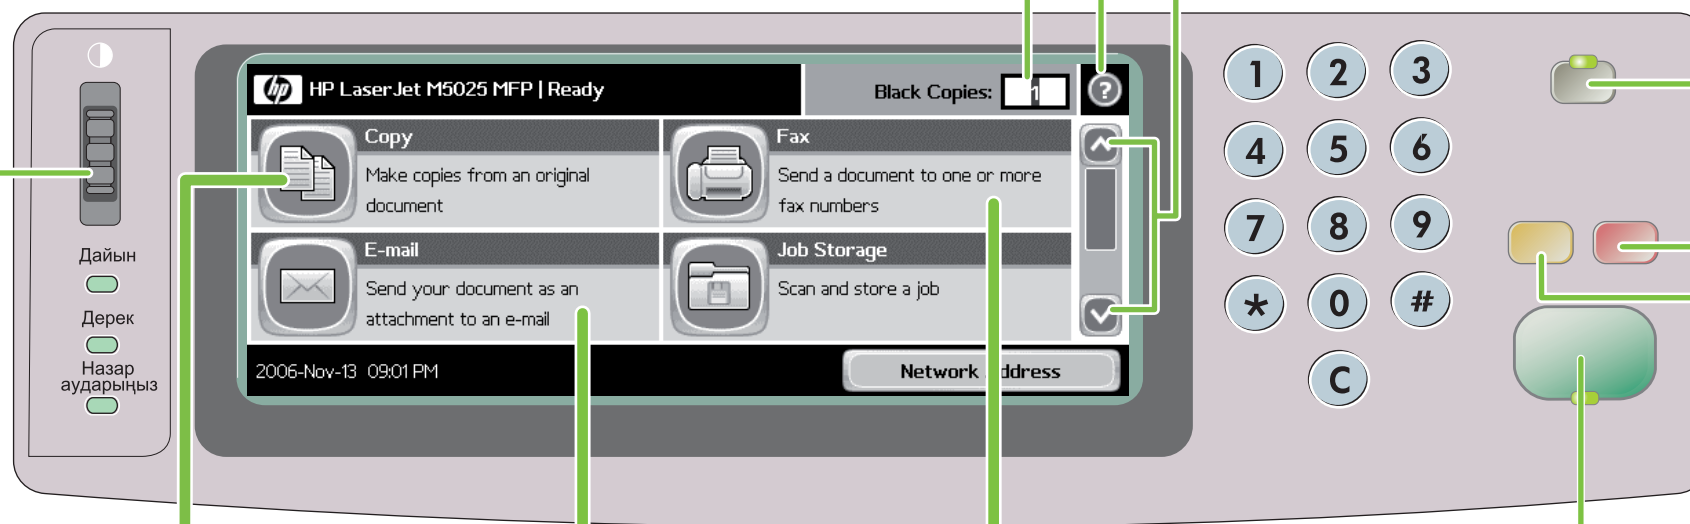 hp HP LaserJet M5025 MFP | Ready
Black Copies: 1
?
Copy
Make copies from an original
document
Fax
Send a document to one or more
fax numbers
E-mail
Send your document as an
attachment to an e-mail
Job Storage
Scan and store a job
2006-Nov-13 09:01 PM
Network ddress
Дайын
Дерек
Назар
аударыңыз
1 2 3
4 5 6
7 8 9
* 0 #
C